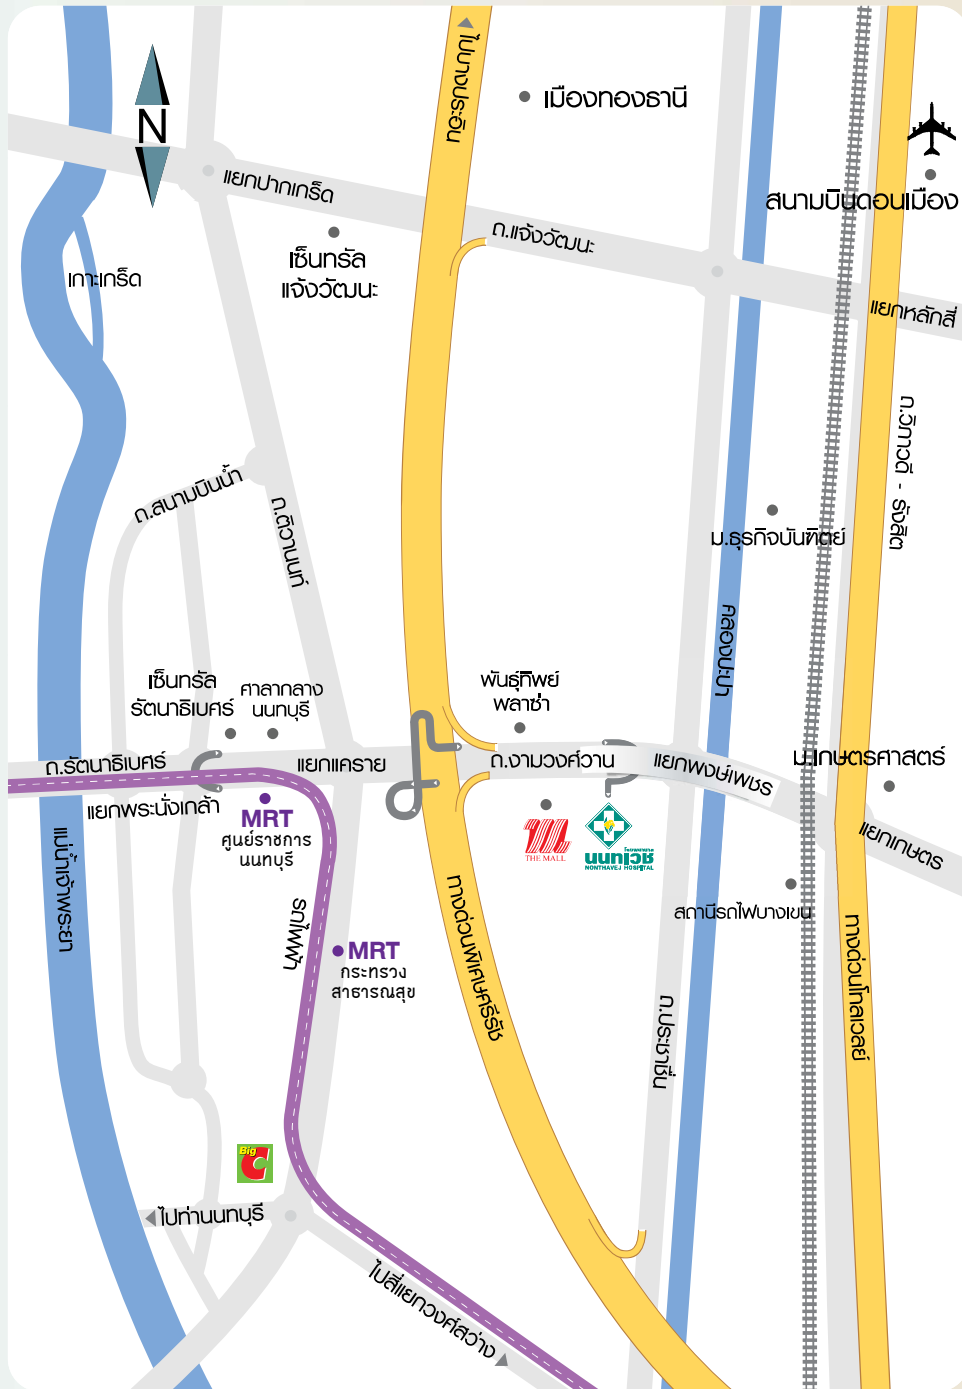 ไปบางปะอิน
เมืองทองธานี
N
แยกปากเกร็ด
สนามบินดอนเมือง
ถ.แจ้งวัฒนะ
เซ็นทรัล
แจ้งวัฒนะ
เกาะเกร็ด
แยกหลักสี่
ถ.วิภาวดี - รังสิต
ถ.สนามบินน้ำ
ถ.ติวานนท์
ม.ธุรกิจบันฑิตย์
คลองประปา
เซ็นทรัล
รัตนาธิเบศร์
ศาลากลาง
นนทบุรี
พันธุ์ทิพย์
พลาซ่า
ถ.รัตนาธิเบศร์
แยกแคราย
ถ.งามวงศ์วาน
แยกพงษ์เพชร
ม.เกษตรศาสตร์
แยกพระนั่งเกล้า
MRT
ศูนย์ราชการ
นนทบุรี
THE MALL
โรงพยาบาล
นนทเวช
NONTHAVEJ HOSPITAL
แยกเกษตร
แม่น้ำเจ้าพระยา
รถไฟฟ้า
MRT
กระทรวง
สาธารณสุข
ทางด่วนพิเศษศรีรัช
สถานีรถไฟบางเขน
ทางด่วนโทลเวลย์
ถ.ประชาชื่น
Big
C
ไปท่านนทบุรี
ไปสี่แยกวงศ์สว่าง